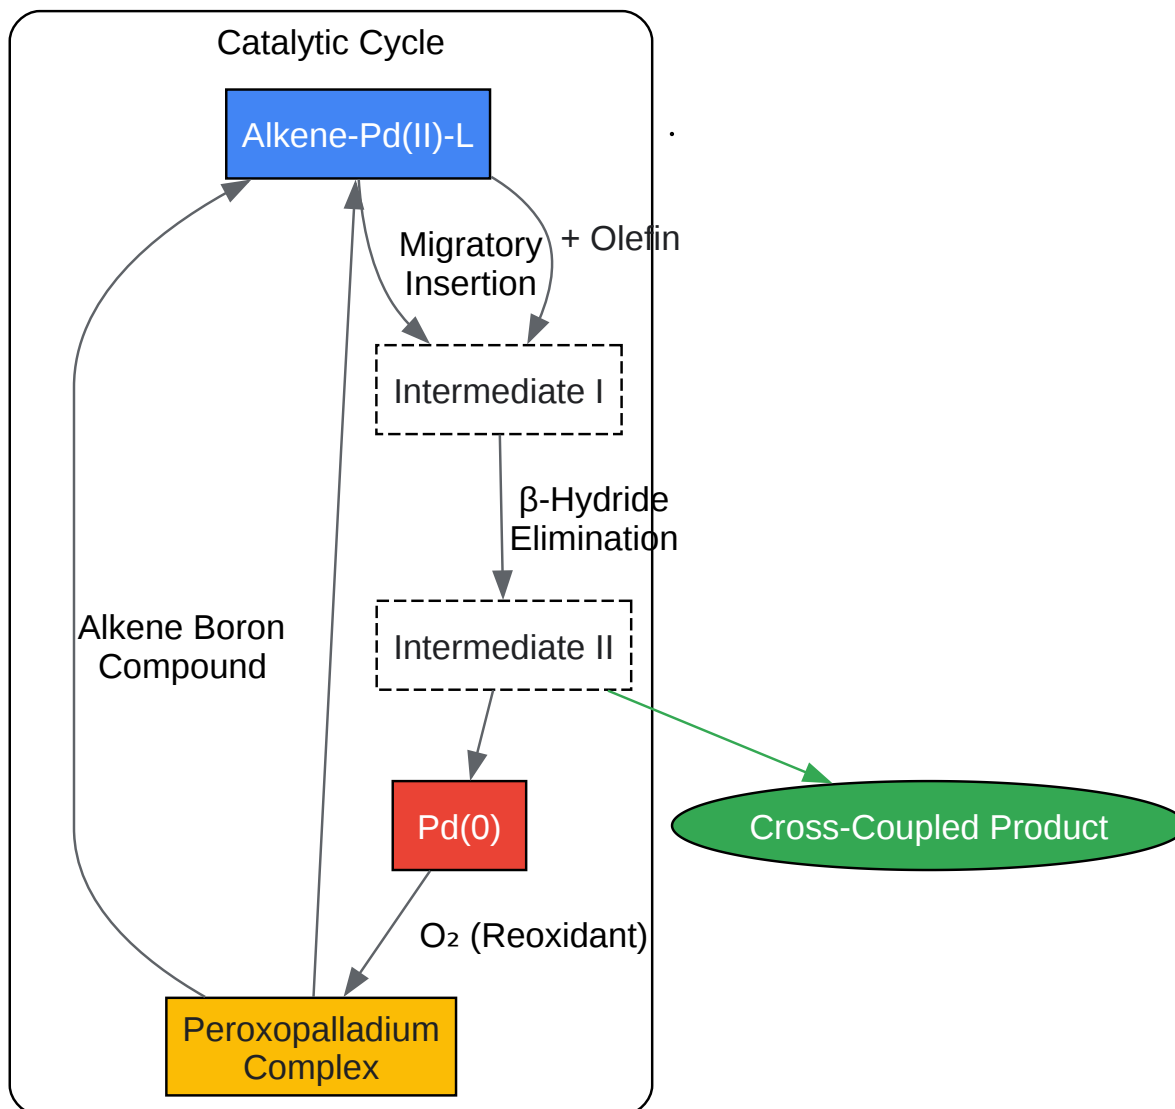 Catalytic Cycle
Alkene-Pd(II)-L
Migratory
Insertion
+ Olefin
Intermediate I
β-Hydride
Elimination
Alkene Boron
Compound
Intermediate II
Pd(0)
Cross-Coupled Product
O₂ (Reoxidant)
Peroxopalladium
Complex